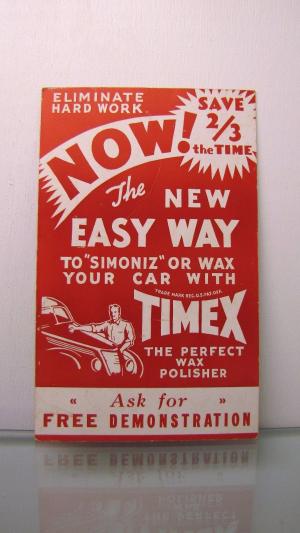 ELIMINATE
HARD WORK
SAVE
2/3
the TIME
NOW!
The NEW
EASY WAY
TO "SIMONIZ" OR WAX
YOUR CAR WITH
TRADE MARK REG. U.S. PAT. OFF.
TIMEX
THE PERFECT
WAX
POLISHER
« Ask for »
FREE DEMONSTRATION